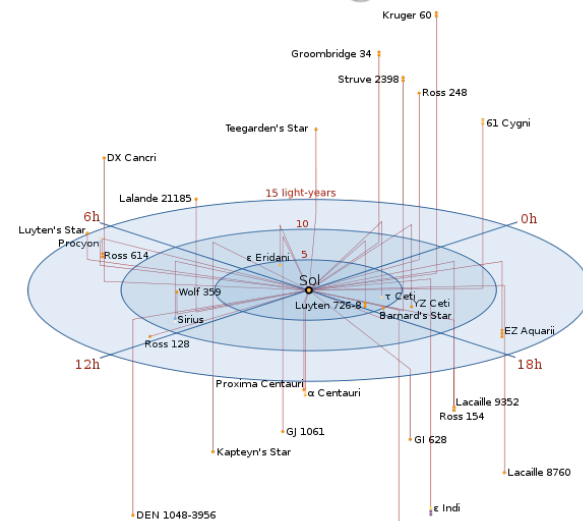 Kruger 60
Groombridge 34
Struve 2398
Ross 248
61 Cygni
Teegarden's Star
DX Cancri
Lalande 21185
15 light-years
6h
0h
10
Luyten's Star
Procyon
Ross 614
ε Eridani
5
Sol
Wolf 359
τ Ceti
Luyten 726-8
YZ Ceti
Sirius
Barnard's Star
EZ Aquarii
Ross 128
12h
18h
Proxima Centauri
α Centauri
Lacaille 9352
Ross 154
GJ 1061
Gl 628
Kapteyn's Star
Lacaille 8760
DEN 1048-3956
ε Indi